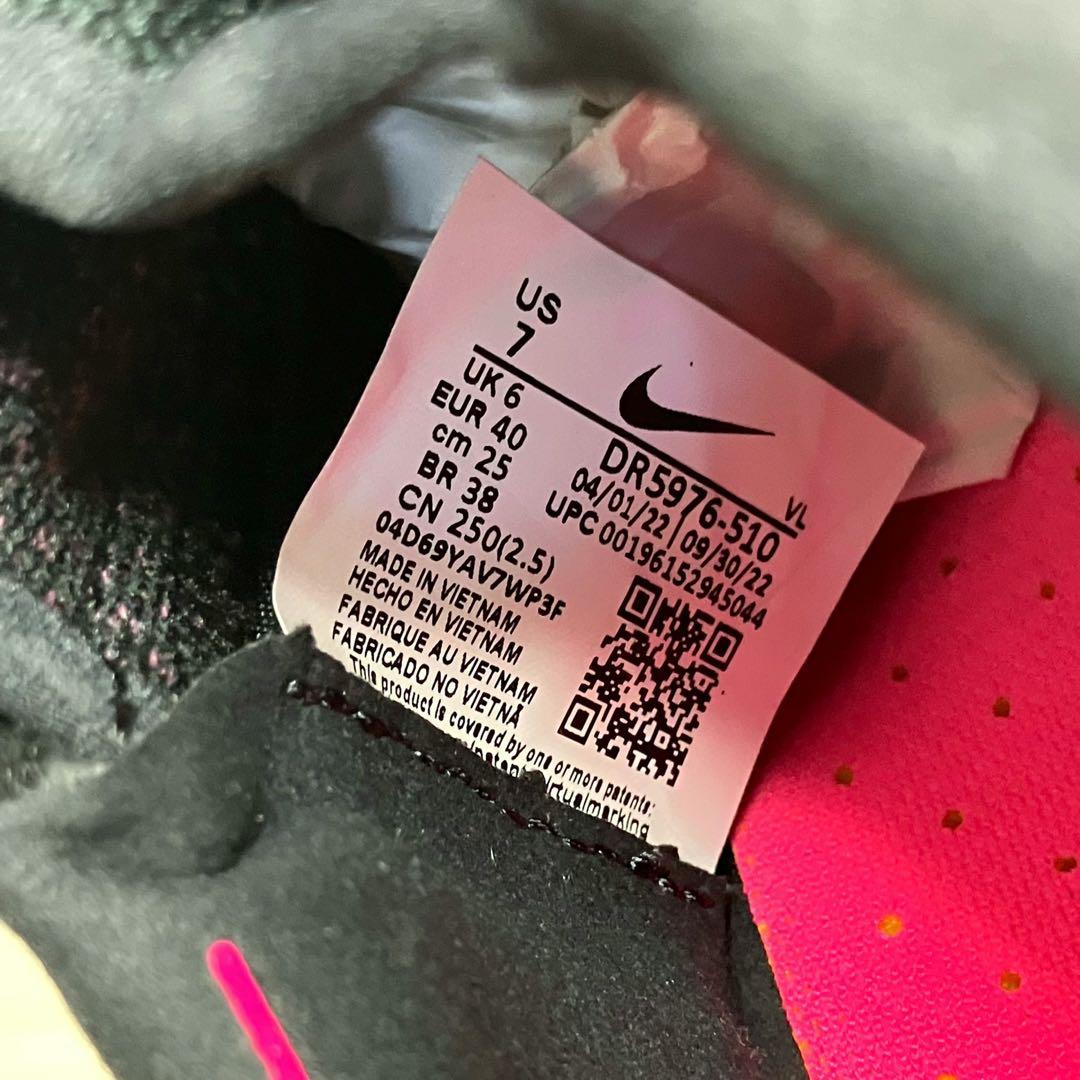 US
7
UK 6
EUR 40
cm 25
BR 38
CN 250(2.5)
04D69YAV7WP3F
MADE IN VIETNAM
HECHO EN VIETNAM
FABRIQUE AU VIETNAM
FABRICADO NO VIETNÃ
This product is covered by one or more patents:
VL
DR5976-510
04/01/22|09/30/22
UPC 00196152945044